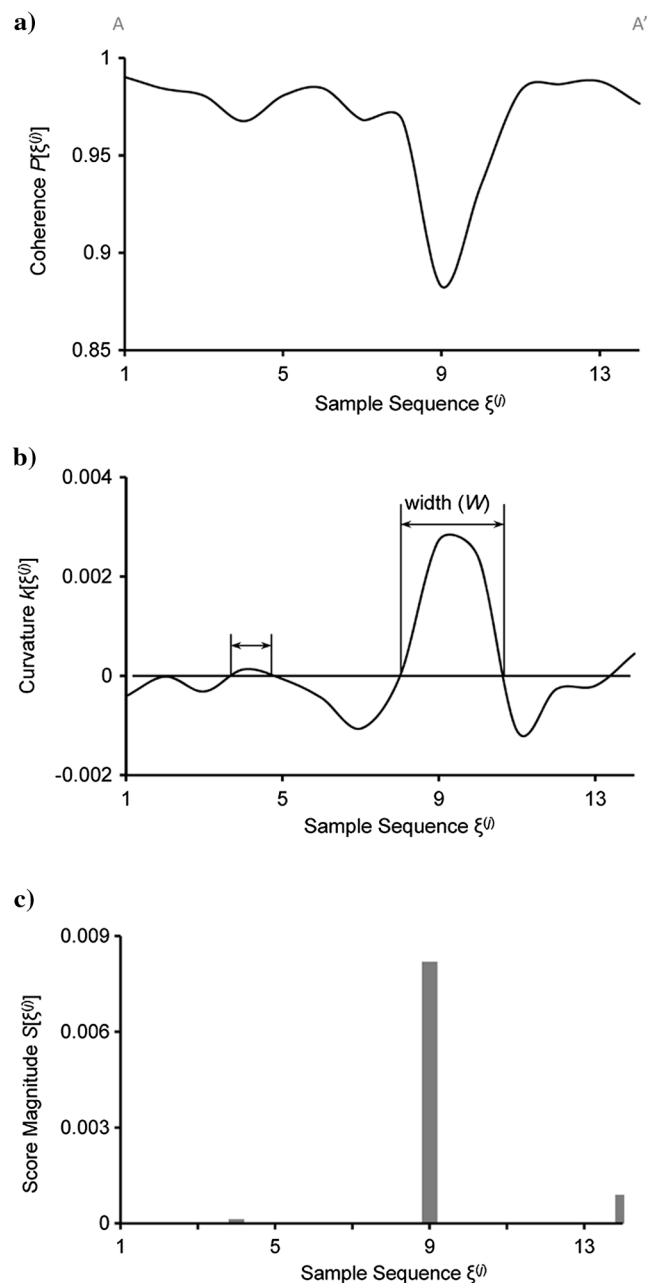 a)
A A'
1
0.95
0.9
0.85
Coherence P[ξ⁽ʲ⁾]
1 5 9 13
Sample Sequence ξ⁽ʲ⁾
b)
0.004
0.002
0
-0.002
Curvature k[ξ⁽ʲ⁾]
width (W)
1 5 9 13
Sample Sequence ξ⁽ʲ⁾
c)
0.009
0.006
0.003
0
Score Magnitude S[ξ⁽ʲ⁾]
1 5 9 13
Sample Sequence ξ⁽ʲ⁾